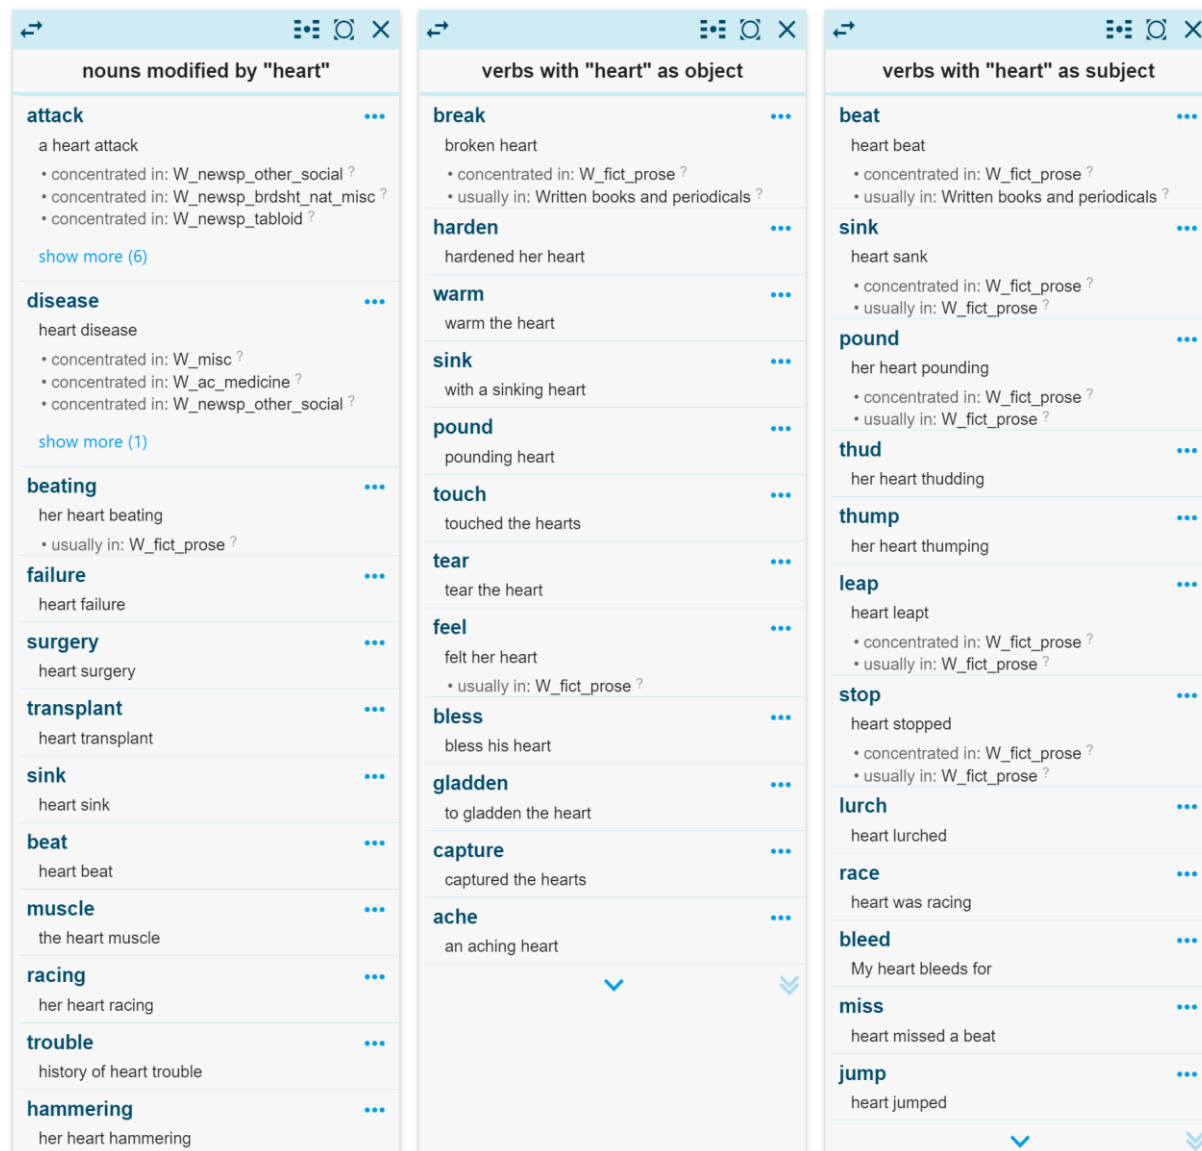 nouns modified by "heart"
attack
a heart attack
• concentrated in: W_newsp_other_social ?
• concentrated in: W_newsp_brdsht_nat_misc ?
• concentrated in: W_newsp_tabloid ?
show more (6)
disease
heart disease
• concentrated in: W_misc ?
• concentrated in: W_ac_medicine ?
• concentrated in: W_newsp_other_social ?
show more (1)
beating
her heart beating
• usually in: W_fict_prose ?
failure
heart failure
surgery
heart surgery
transplant
heart transplant
sink
heart sink
beat
heart beat
muscle
the heart muscle
racing
her heart racing
trouble
history of heart trouble
hammering
her heart hammering
verbs with "heart" as object
break
broken heart
• concentrated in: W_fict_prose ?
• usually in: Written books and periodicals ?
harden
hardened her heart
warm
warm the heart
sink
with a sinking heart
pound
pounding heart
touch
touched the hearts
tear
tear the heart
feel
felt her heart
• usually in: W_fict_prose ?
bless
bless his heart
gladden
to gladden the heart
capture
captured the hearts
ache
an aching heart
verbs with "heart" as subject
beat
heart beat
• concentrated in: W_fict_prose ?
• usually in: Written books and periodicals ?
sink
heart sank
• concentrated in: W_fict_prose ?
• usually in: W_fict_prose ?
pound
her heart pounding
• concentrated in: W_fict_prose ?
• usually in: W_fict_prose ?
thud
her heart thudding
thump
her heart thumping
leap
heart leapt
• concentrated in: W_fict_prose ?
• usually in: W_fict_prose ?
stop
heart stopped
• concentrated in: W_fict_prose ?
• usually in: W_fict_prose ?
lurch
heart lurched
race
heart was racing
bleed
My heart bleeds for
miss
heart missed a beat
jump
heart jumped